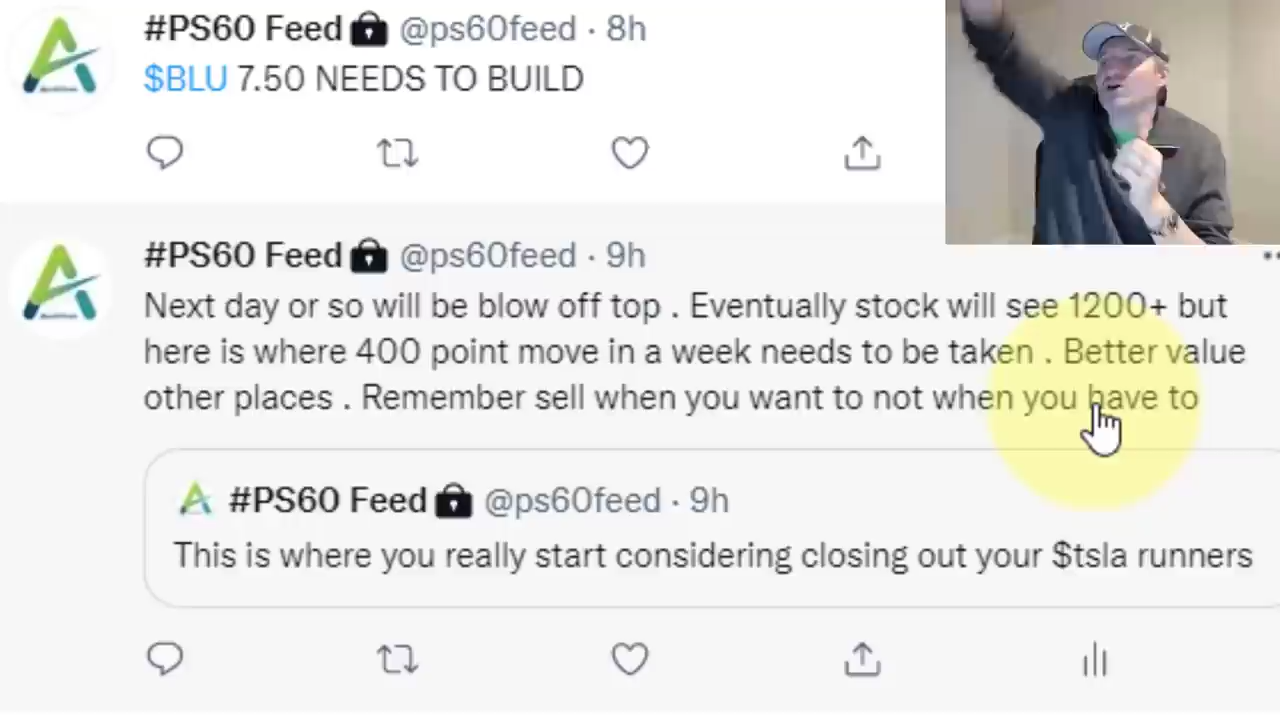 #PS60 Feed @ps60feed · 8h
$BLU 7.50 NEEDS TO BUILD
#PS60 Feed @ps60feed · 9h
Next day or so will be blow off top . Eventually stock will see 1200+ but
here is where 400 point move in a week needs to be taken . Better value
other places . Remember sell when you want to not when you have to
#PS60 Feed @ps60feed · 9h
This is where you really start considering closing out your $tsla runners